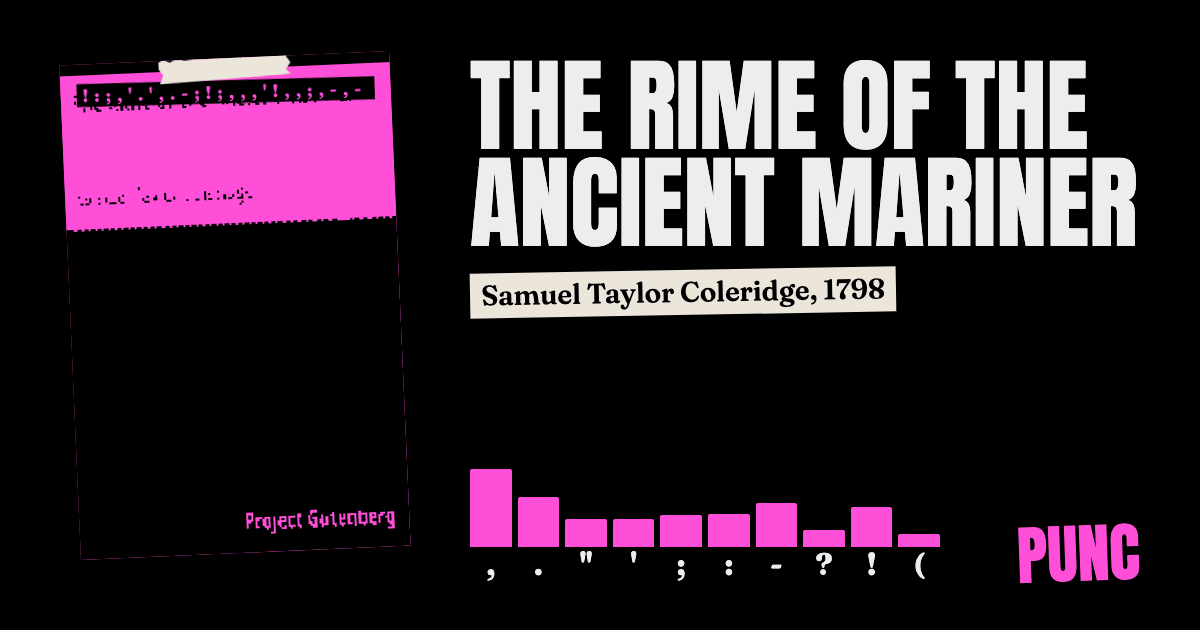 !:;,'.',.-;!;,,,'!,,;,-,-
Project Gutenberg
THE RIME OF THE
ANCIENT MARINER
Samuel Taylor Coleridge, 1798
, . " ' ; : - ? ! (
PUNC